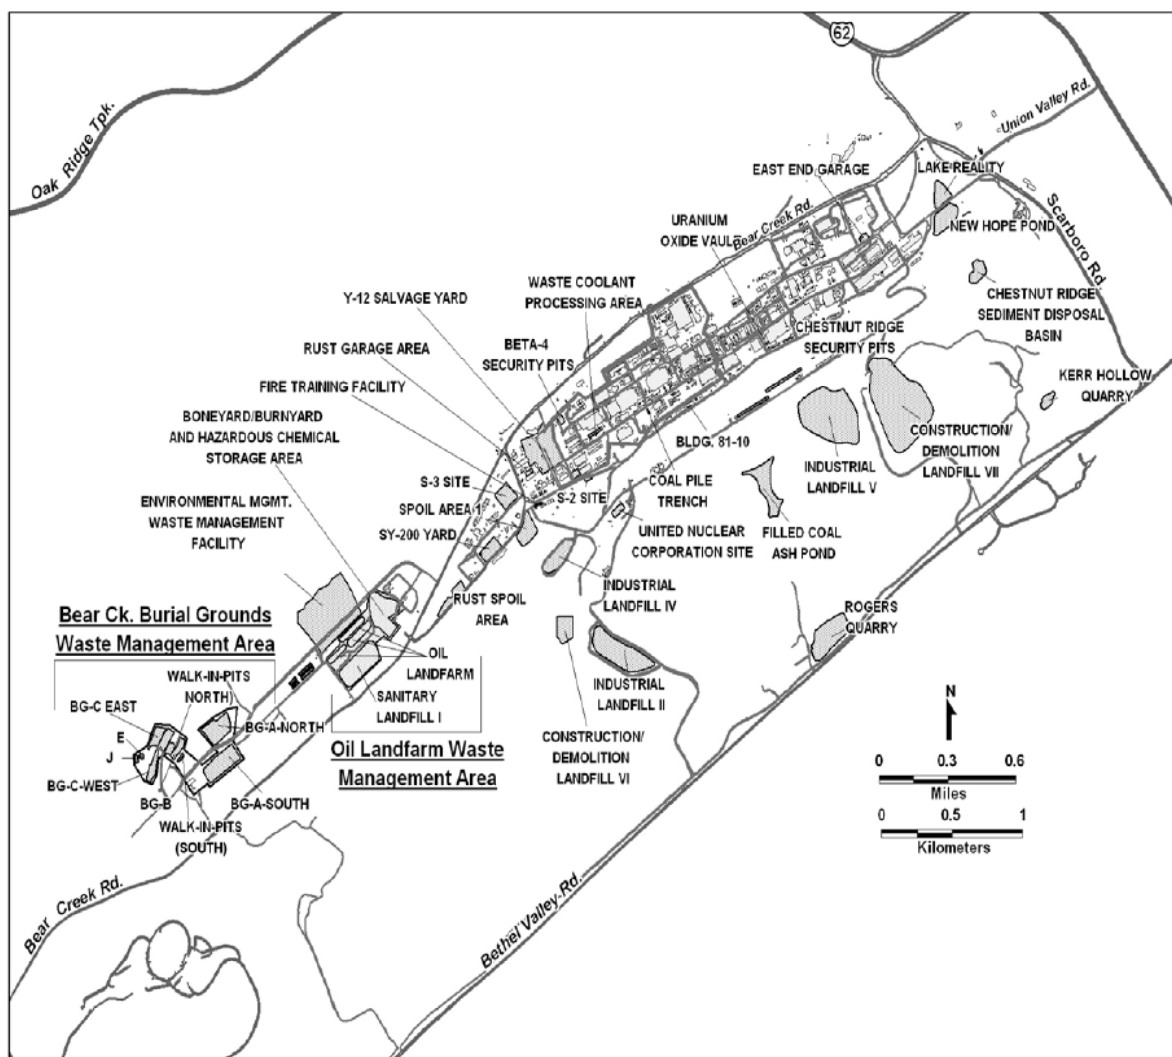 62
Oak Ridge Tpk.
Union Valley Rd.
EAST END GARAGE
LAKE REALITY
Bear Creek Rd.
URANIUM
OXIDE VAULT
NEW HOPE POND
Scarboro Rd
WASTE COOLANT
PROCESSING AREA
Y-12 SALVAGE YARD
CHESTNUT RIDGE
SEDIMENT DISPOSAL
BASIN
BETA-4
SECURITY PITS
CHESTNUT RIDGE
SECURITY PITS
RUST GARAGE AREA
FIRE TRAINING FACILITY
KERR HOLLOW
QUARRY
BONEYARD/BURNYARD
AND HAZARDOUS CHEMICAL
STORAGE AREA
BLDG. 81-10
CONSTRUCTION/
DEMOLITION
LANDFILL VII
INDUSTRIAL
LANDFILL V
S-3 SITE
S-2 SITE
COAL PILE
TRENCH
ENVIRONMENTAL MGMT.
WASTE MANAGEMENT
FACILITY
SPOIL AREA 1
SY-200 YARD
UNITED NUCLEAR
CORPORATION SITE
FILLED COAL
ASH POND
RUST SPOIL
AREA
INDUSTRIAL
LANDFILL IV
ROGERS
QUARRY
Bear Ck. Burial Grounds
Waste Management Area
OIL
LANDFARM
WALK-IN-PITS
NORTH)
SANITARY
LANDFILL I
INDUSTRIAL
LANDFILL II
N
BG-C EAST
BG-A-NORTH
E
J
Oil Landfarm Waste
Management Area
CONSTRUCTION/
DEMOLITION
LANDFILL VI
BG-C-WEST
BG-B
BG-A-SOUTH
WALK-IN-PITS
(SOUTH)
0 0.3 0.6
Miles
0 0.5 1
Kilometers
Bear Creek Rd.
Bethel Valley Rd.